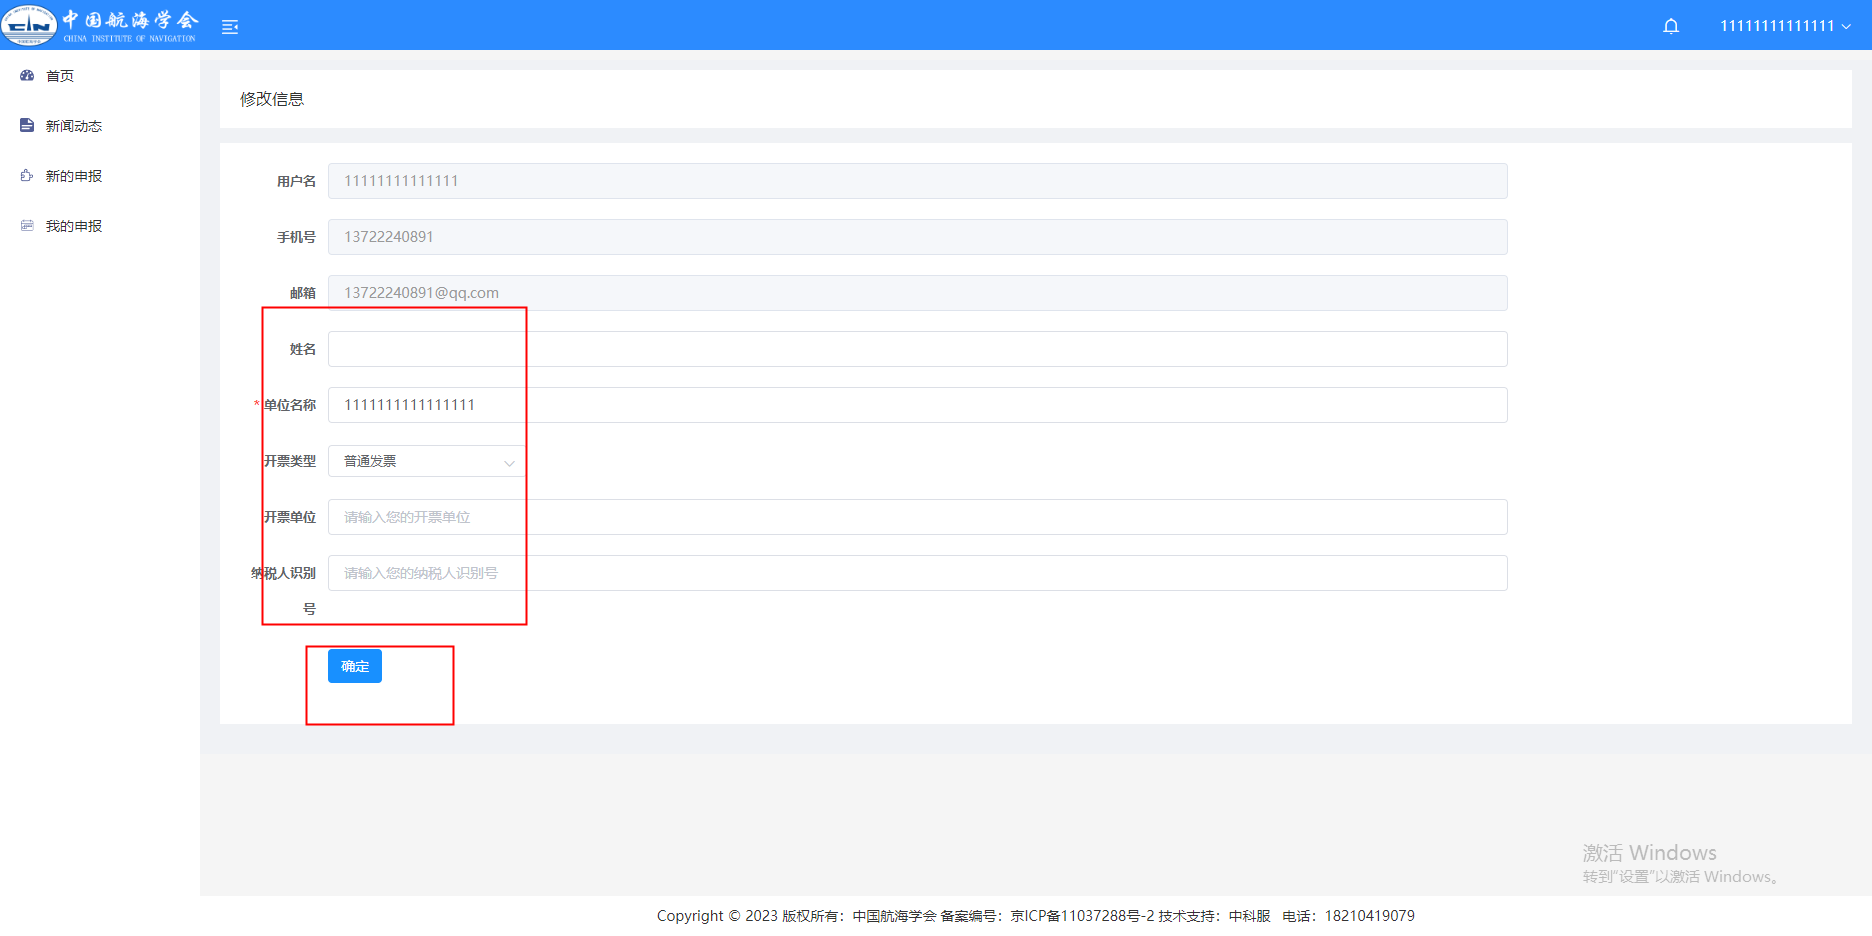 中国航海学会
CHINA INSTITUTE OF NAVIGATION
11111111111111
首页
新闻动态
新的申报
我的申报
修改信息
用户名 11111111111111
手机号 13722240891
邮箱 13722240891@qq.com
姓名
*单位名称 1111111111111111
开票类型 普通发票
开票单位 请输入您的开票单位
纳税人识别 请输入您的纳税人识别号
号
确定
激活 Windows
转到“设置”以激活 Windows。
Copyright © 2023 版权所有：中国航海学会 备案编号：京ICP备11037288号-2 技术支持：中科服 电话：18210419079